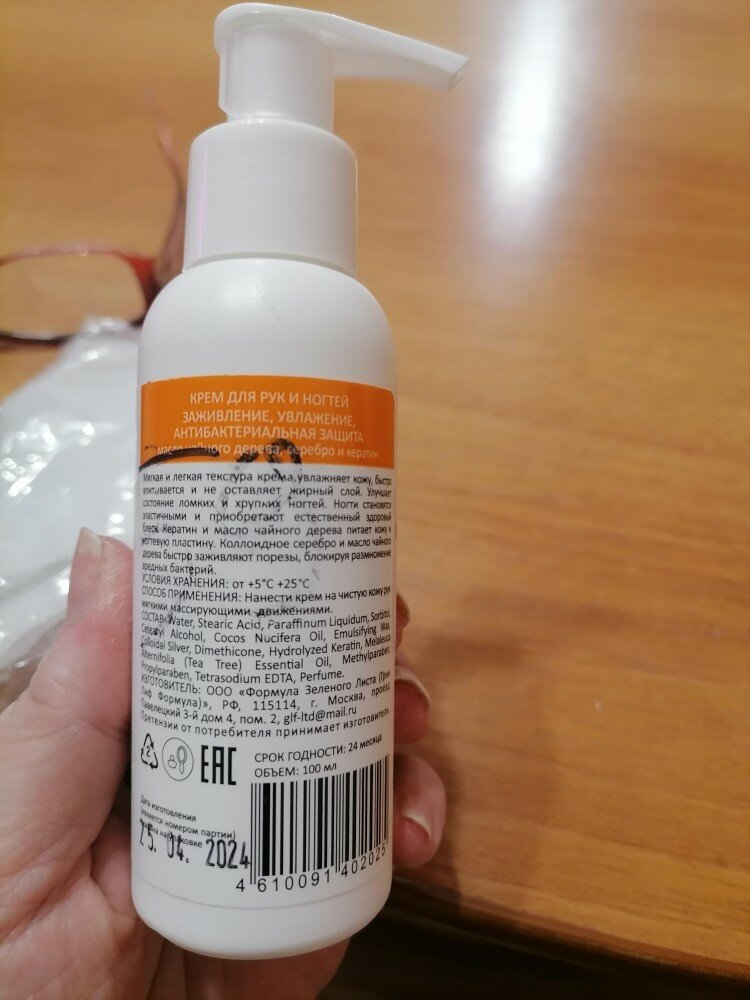 КРЕМ ДЛЯ РУК И НОГТЕЙ
ЗАЖИВЛЕНИЕ, УВЛАЖЕНИЕ,
АНТИБАКТЕРИАЛЬНАЯ ЗАЩИТА
масло чайного дерева, серебро и кератин
Мягкая и легкая текстура крема увлажняет кожу, быстро
впитывается и не оставляет жирный слой. Улучшает
состояние ломких и хрупких ногтей. Ногти становятся
эластичными и приобретают естественный здоровый
блеск. Кератин и масло чайного дерева питает кожу и
ногтевую пластину. Коллоидное серебро и масло чайного
дерева быстро заживляют порезы, блокируя размножение
вредных бактерий.
УСЛОВИЯ ХРАНЕНИЯ: от +5°C +25°C
СПОСОБ ПРИМЕНЕНИЯ: Нанести крем на чистую кожу рук
мягкими массирующими движениями.
СОСТАВ: Water, Stearic Acid, Paraffinum Liquidum, Sorbitol,
Cetearyl Alcohol, Cocos Nucifera Oil, Emulsifying Wax,
Colloidal Silver, Dimethicone, Hydrolyzed Keratin, Melaleuca
Alternifolia (Tea Tree) Essential Oil, Methylparaben,
Propylparaben, Tetrasodium EDTA, Perfume.
ИЗГОТОВИТЕЛЬ: ООО «Формула Зеленого Листа (Грин
Лиф Формула)», РФ, 115114, г. Москва, проезд
Павелецкий 3-й дом 4, пом. 2, glf-ltd@mail.ru
Претензии от потребителя принимает изготовитель
2
EAC
СРОК ГОДНОСТИ: 24 месяца
ОБЪЕМ: 100 мл
Дата изготовления
(является номером партии)
на упаковке
25. 04. 2024
4 610091 402025